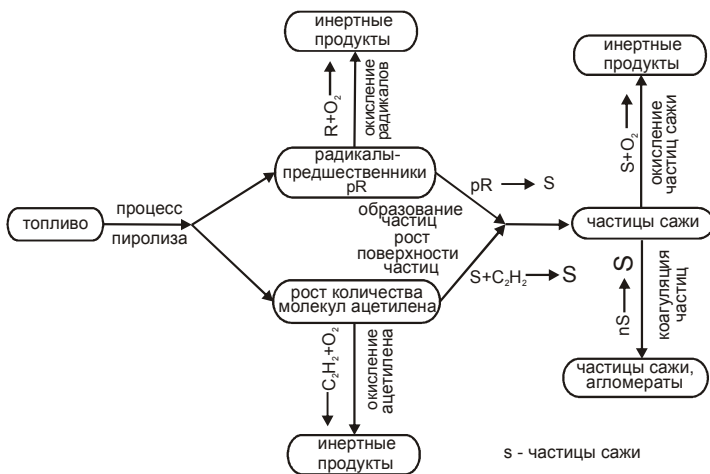 инертные
продукты
R+O₂ →
окисление
радикалов
радикалы-
предшественники
pR
топливо
процесс
пиролиза
pR → S
образование
частиц
рост
поверхности
частиц
S+C₂H₂ → S
рост количества
молекул ацетилена
C₂H₂+O₂ →
окисление
ацетилена
инертные
продукты
инертные
продукты
S+O₂ →
окисление
частиц сажи
частицы сажи
nS → S
коагуляция
частиц
частицы сажи,
агломераты
s - частицы сажи